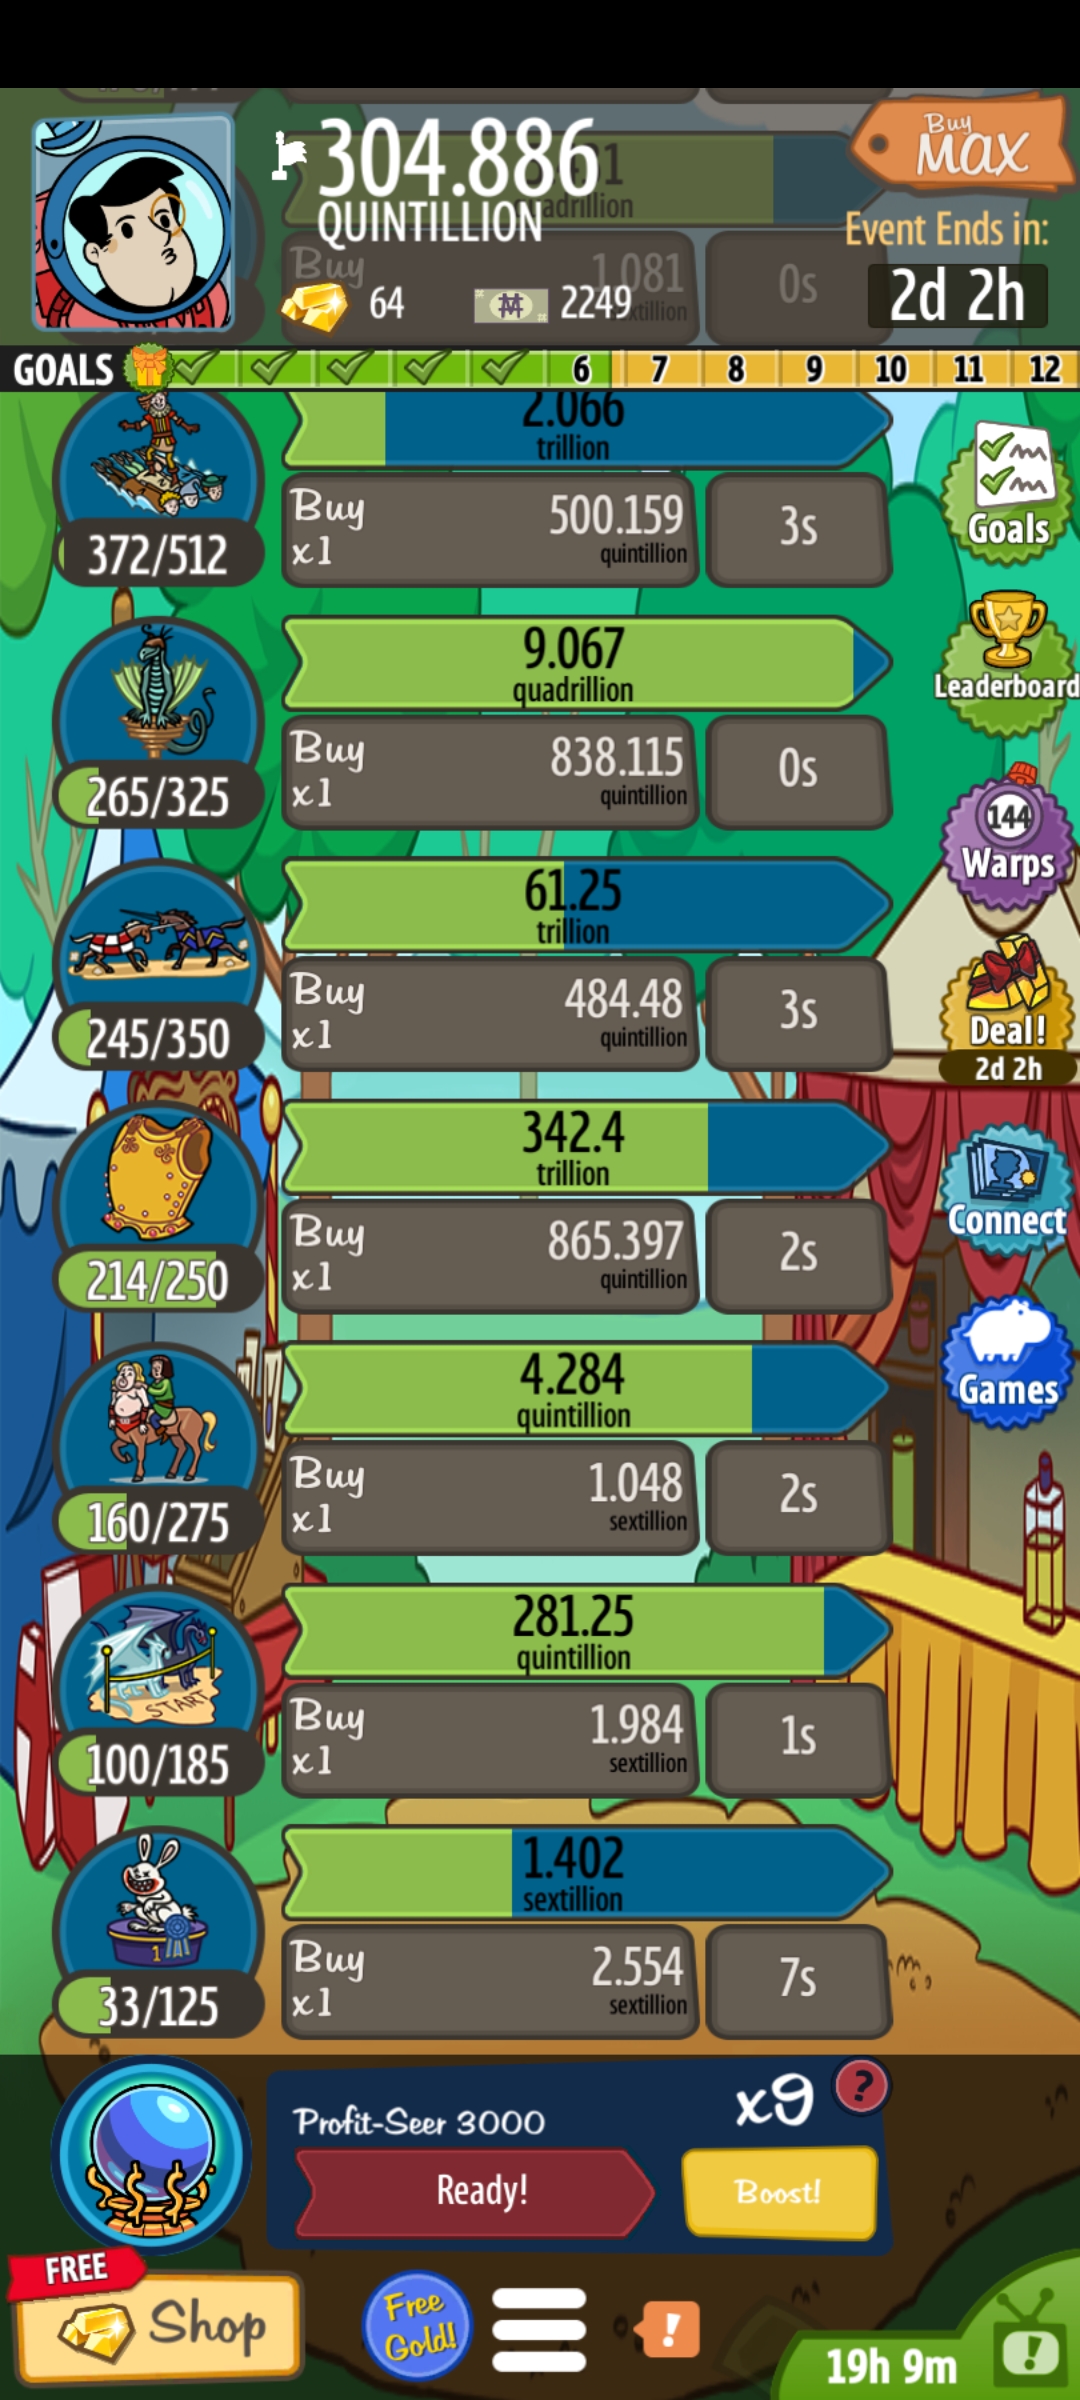 304.886
QUINTILLION
64
2249
Buy
MAX
Event Ends in:
2d 2h
Buy
1.081
0s
GOALS 6 7 8 9 10 11 12
2.066
trillion
372/512
Buy
x1
500.159
quintillion
3s
Goals
9.067
quadrillion
265/325
Buy
x1
838.115
quintillion
0s
Leaderboard
144
Warps
61.25
trillion
245/350
Buy
x1
484.48
quintillion
3s
Deal!
2d 2h
342.4
trillion
214/250
Buy
x1
865.397
quintillion
2s
Connect
4.284
quintillion
160/275
Buy
x1
1.048
sextillion
2s
Games
281.25
quintillion
START
100/185
Buy
x1
1.984
sextillion
1s
1.402
sextillion
1
33/125
Buy
x1
2.554
sextillion
7s
Profit-Seer 3000
x9
?
Ready!
Boost!
FREE
Shop
Free
Gold!
!
19h 9m
!